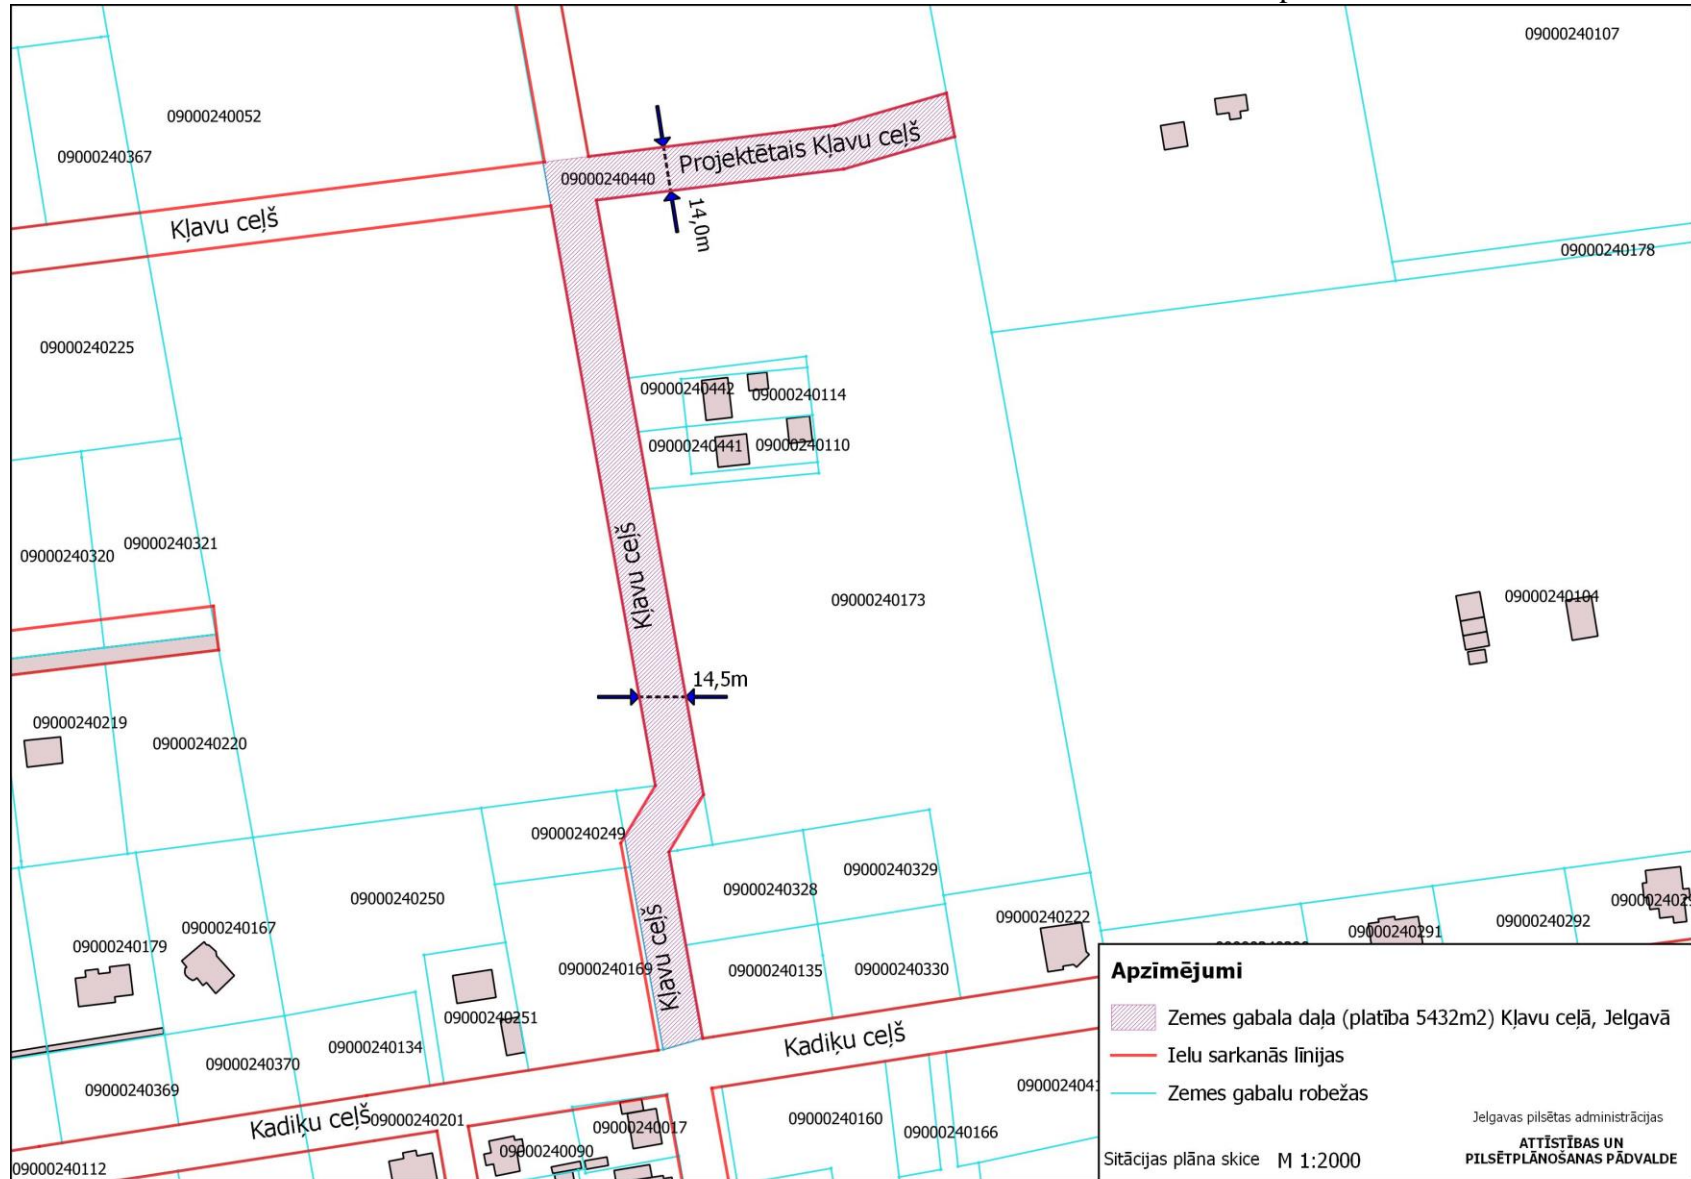 09000240107
09000240052
09000240367
Projektētais Kļavu ceļš
09000240440
Kļavu ceļš
14,0m
09000240178
09000240225
09000240442
09000240114
09000240441
09000240110
09000240320
09000240321
Kļavu ceļš
09000240173
09000240104
14,5m
09000240219
09000240220
09000240249
09000240328
09000240329
09000240250
09000240179
09000240167
09000240222
09000240291
09000240292
09000240169
Kļavu ceļš
09000240135
09000240330
09000240251
09000240134
09000240370
09000240369
Kadiķu ceļš
Kadiķu ceļš
09000240201
09000240090
09000240017
09000240160
09000240166
09000240112
Apzīmējumi
Zemes gabala daļa (platība 5432m2) Kļavu ceļā, Jelgavā
Ielu sarkanās līnijas
Zemes gabalu robežas
Jelgavas pilsētas administrācijas
ATTĪSTĪBAS UN
PILSĒTPLĀNOŠANAS PĀDVALDE
Sitācijas plāna skice M 1:2000